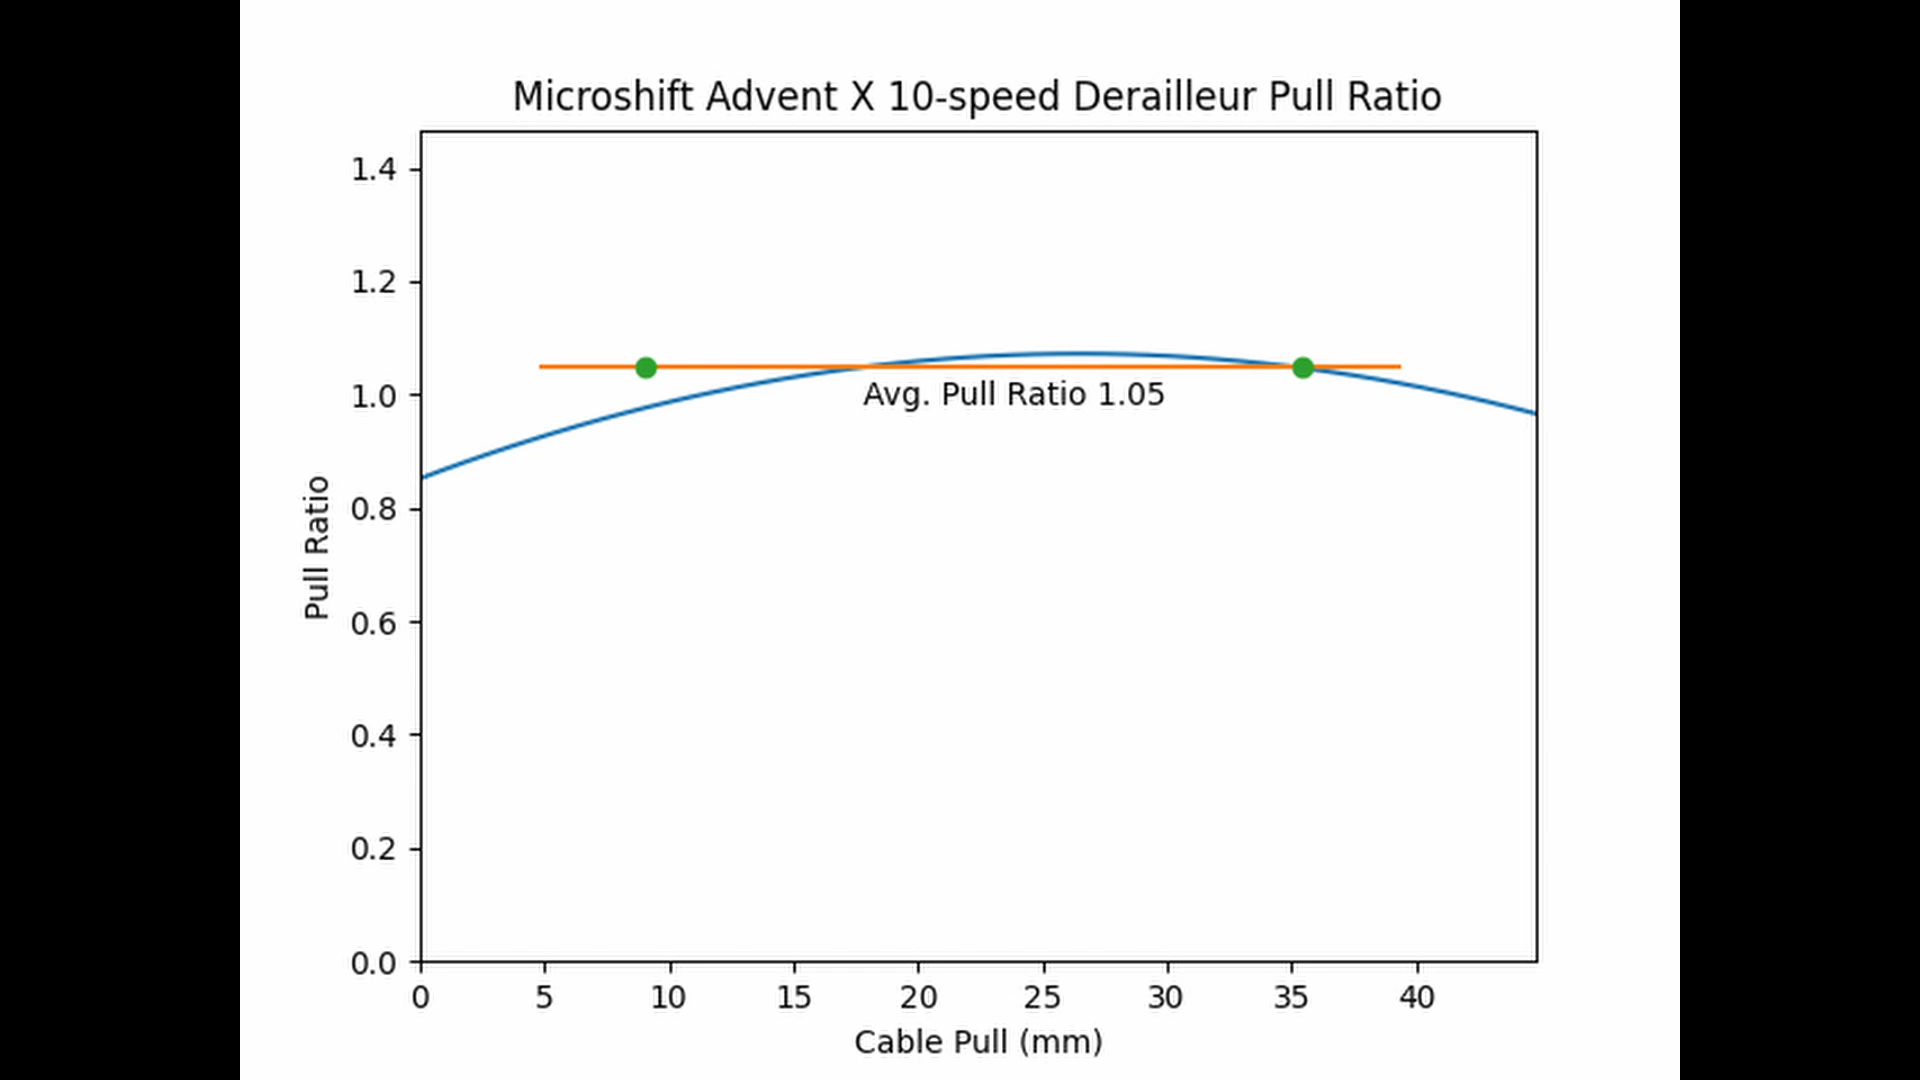 Microshift Advent X 10-speed Derailleur Pull Ratio
1.4
1.2
1.0
0.8
0.6
0.4
0.2
0.0
Pull Ratio
Avg. Pull Ratio 1.05
0 5 10 15 20 25 30 35 40
Cable Pull (mm)